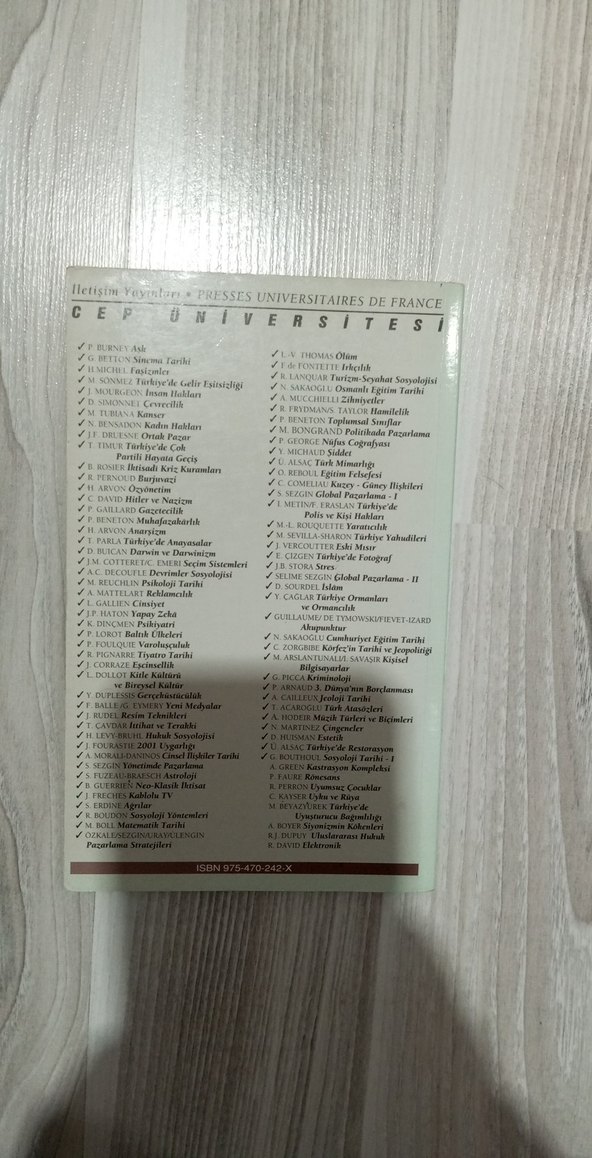 İletişim Yayınları • PRESSES UNIVERSITAIRES DE FRANCE
CEP ÜNİVERSİTESİ
✓ P. BURNEY Aşk
✓ G. BETTON Sinema Tarihi
✓ H.MICHEL Faşizmler
✓ M. SÖNMEZ Türkiye'de Gelir Eşitsizliği
✓ J. MOURGEON İnsan Hakları
✓ D. SIMONNET Çevrecilik
✓ M. TUBIANA Kanser
✓ N. BENSADON Kadın Hakları
✓ J.F. DRUESNE Ortak Pazar
✓ T. TİMUR Türkiye'de Çok
Partili Hayata Geçiş
✓ B. ROSIER İktisadi Kriz Kuramları
✓ R. PERNOUD Burjuvazi
✓ H. ARVON Özyönetim
✓ C. DAVID Hitler ve Nazizm
✓ P. GAILLARD Gazetecilik
✓ P. BENETON Muhafazakârlık
✓ H. ARVON Anarşizm
✓ T. PARLA Türkiye'de Anayasalar
✓ D. BUICAN Darwin ve Darwinizm
✓ J.M. COTTERET/C. EMERI Seçim Sistemleri
✓ A.C. DECOUFLE Devrimler Sosyolojisi
✓ M. REUCHLIN Psikoloji Tarihi
✓ A. MATTELART Reklamcılık
✓ L. GALLIEN Cinsiyet
✓ J.P. HATON Yapay Zekâ
✓ K. DİNÇMEN Psikiyatri
✓ P. LOROT Baltık Ülkeleri
✓ P. FOULQUIE Varoluşçuluk
✓ R. PIGNARRE Tiyatro Tarihi
✓ J. CORRAZE Eşcinsellik
✓ L. DOLLOT Kitle Kültürü
ve Bireysel Kültür
✓ Y. DUPLESSIS Gerçeküstücülük
✓ F. BALLE /G. EYMERY Yeni Medyalar
✓ J. RUDEL Resim Teknikleri
✓ T. ÇAVDAR İttihat ve Terakki
✓ H. LEVY-BRUHL Hukuk Sosyolojisi
✓ J. FOURASTIE 2001 Uygarlığı
✓ A. MORALI-DANINOS Cinsel İlişkiler Tarihi
✓ S. SEZGİN Yönetimde Pazarlama
✓ S. FUZEAU-BRAESCH Astroloji
✓ B. GUERRIEN Neo-Klasik İktisat
✓ J. FRECHES Kablolu TV
✓ S. ERDİNE Ağrılar
✓ R. BOUDON Sosyoloji Yöntemleri
✓ M. BOLL Matematik Tarihi
✓ ÖZKALE/SEZGİN/URAY/ÜLENGİN
Pazarlama Stratejileri
✓ L.-V. THOMAS Ölüm
✓ F. de FONTETTE Irkçılık
✓ R. LANQUAR Turizm-Seyahat Sosyolojisi
✓ N. SAKAOĞLU Osmanlı Eğitim Tarihi
✓ A. MUCCHIELLI Zihniyetler
✓ R. FRYDMAN/S. TAYLOR Hamilelik
✓ P. BENETON Toplumsal Sınıflar
✓ M. BONGRAND Politikada Pazarlama
✓ P. GEORGE Nüfus Coğrafyası
✓ Y. MICHAUD Şiddet
✓ Ü. ALSAÇ Türk Mimarlığı
✓ O. REBOUL Eğitim Felsefesi
✓ C. COMELIAU Kuzey - Güney İlişkileri
✓ S. SEZGİN Global Pazarlama - I
✓ İ. METİN/F. ERASLAN Türkiye'de
Polis ve Kişi Hakları
✓ M.-L. ROUQUETTE Yaratıcılık
✓ M. SEVILLA-SHARON Türkiye Yahudileri
✓ J. VERCOUTTER Eski Mısır
✓ E. ÇİZGEN Türkiye'de Fotoğraf
✓ J.B. STORA Stres
✓ SELİME SEZGİN Global Pazarlama - II
✓ D. SOURDEL İslâm
✓ Y. ÇAĞLAR Türkiye Ormanları
ve Ormancılık
✓ GUILLAUME/ DE TYMOWSKI/FIEVET-IZARD
Akupunktur
✓ N. SAKAOĞLU Cumhuriyet Eğitim Tarihi
✓ C. ZORGBIBE Körfez'in Tarihi ve Jeopolitiği
✓ M. ARSLANTUNALI/İ. SAVAŞIR Kişisel
Bilgisayarlar
✓ G. PICCA Kriminoloji
✓ P. ARNAUD 3. Dünya'nın Borçlanması
✓ A. CAILLEUX Jeoloji Tarihi
✓ T. ACAROĞLU Türk Atasözleri
✓ A. HODEIR Müzik Türleri ve Biçimleri
✓ N. MARTINEZ Çingeneler
✓ D. HUISMAN Estetik
✓ Ü. ALSAÇ Türkiye'de Restorasyon
✓ G. BOUTHOUL Sosyoloji Tarihi - I
A. GREEN Kastrasyon Kompleksi
P. FAURE Rönesans
R. PERRON Uyumsuz Çocuklar
C. KAYSER Uyku ve Rüya
M. BEYAZYÜREK Türkiye'de
Uyuşturucu Bağımlılığı
A. BOYER Siyonizmin Kökenleri
R.J. DUPUY Uluslararası Hukuk
R. DAVID Elektronik
ISBN 975-470-242-X